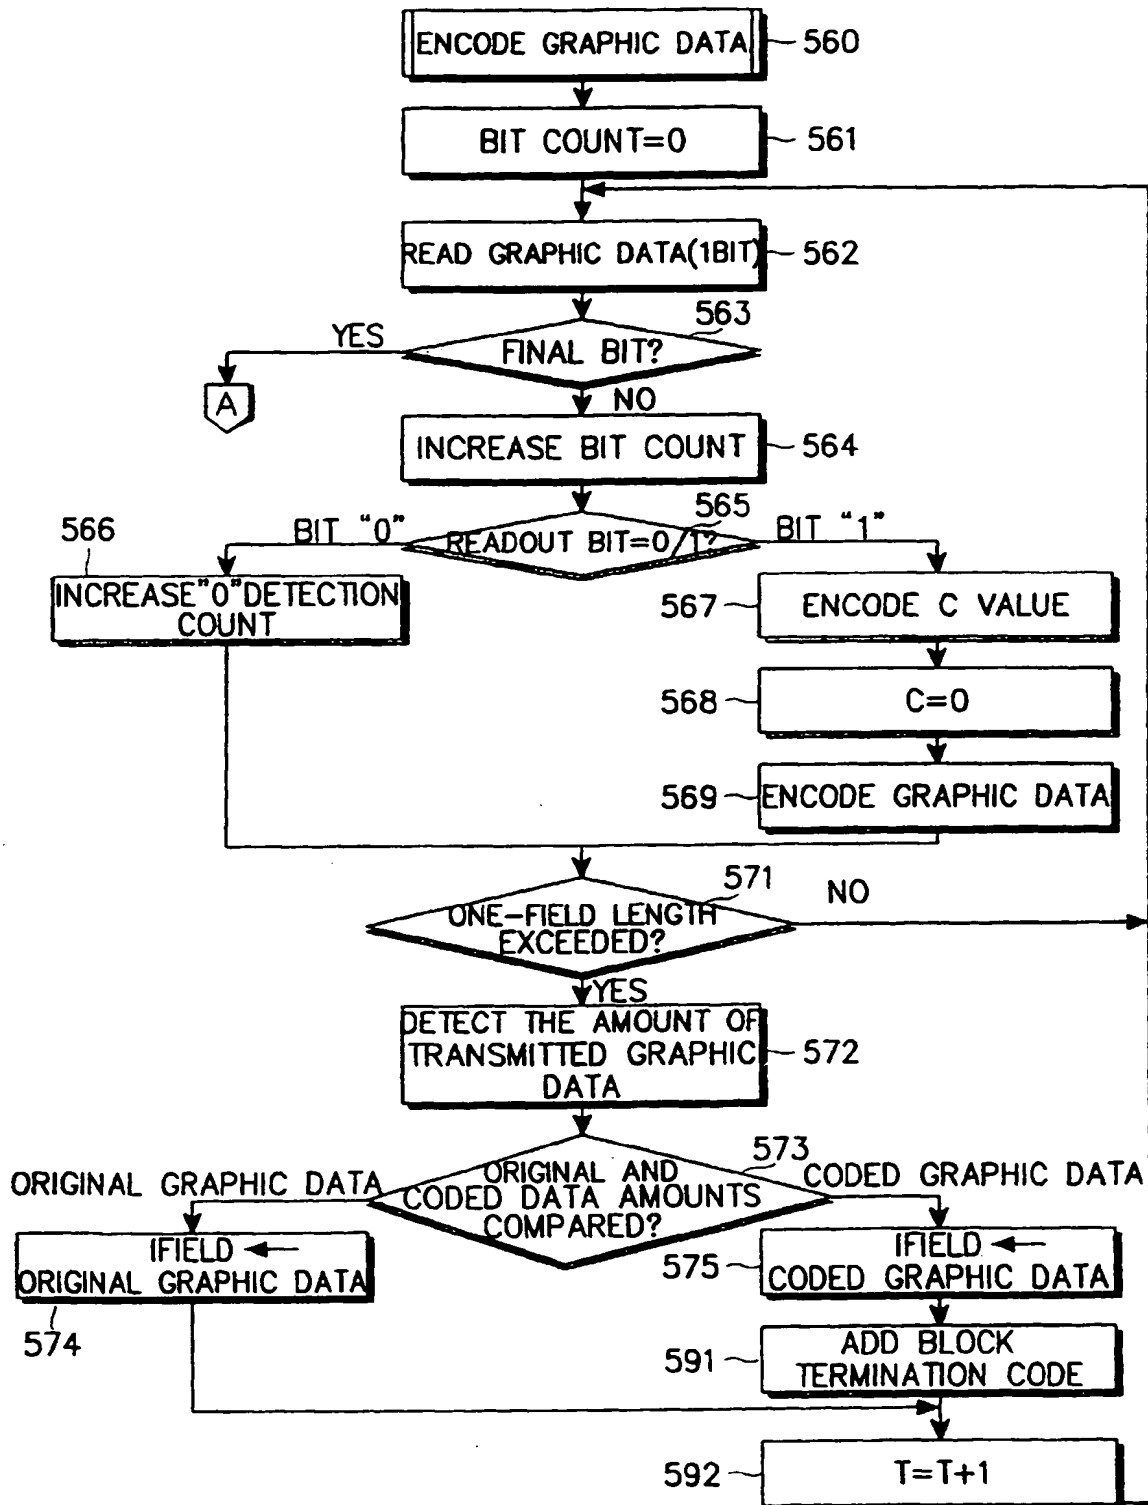 ENCODE GRAPHIC DATA 560
BIT COUNT=0 561
READ GRAPHIC DATA(1BIT) 562
563
YES
FINAL BIT?
A
NO
INCREASE BIT COUNT 564
565
566 BIT "0" READOUT BIT=0/1? BIT "1"
INCREASE"0"DETECTION
COUNT
567 ENCODE C VALUE
568 C=0
569 ENCODE GRAPHIC DATA
571
NO
ONE-FIELD LENGTH
EXCEEDED?
YES
DETECT THE AMOUNT OF
TRANSMITTED GRAPHIC
DATA
572
573
ORIGINAL GRAPHIC DATA
ORIGINAL AND
CODED DATA AMOUNTS
COMPARED?
CODED GRAPHIC DATA
IFIELD ←
ORIGINAL GRAPHIC DATA
574
575
IFIELD ←
CODED GRAPHIC DATA
591
ADD BLOCK
TERMINATION CODE
592 T=T+1